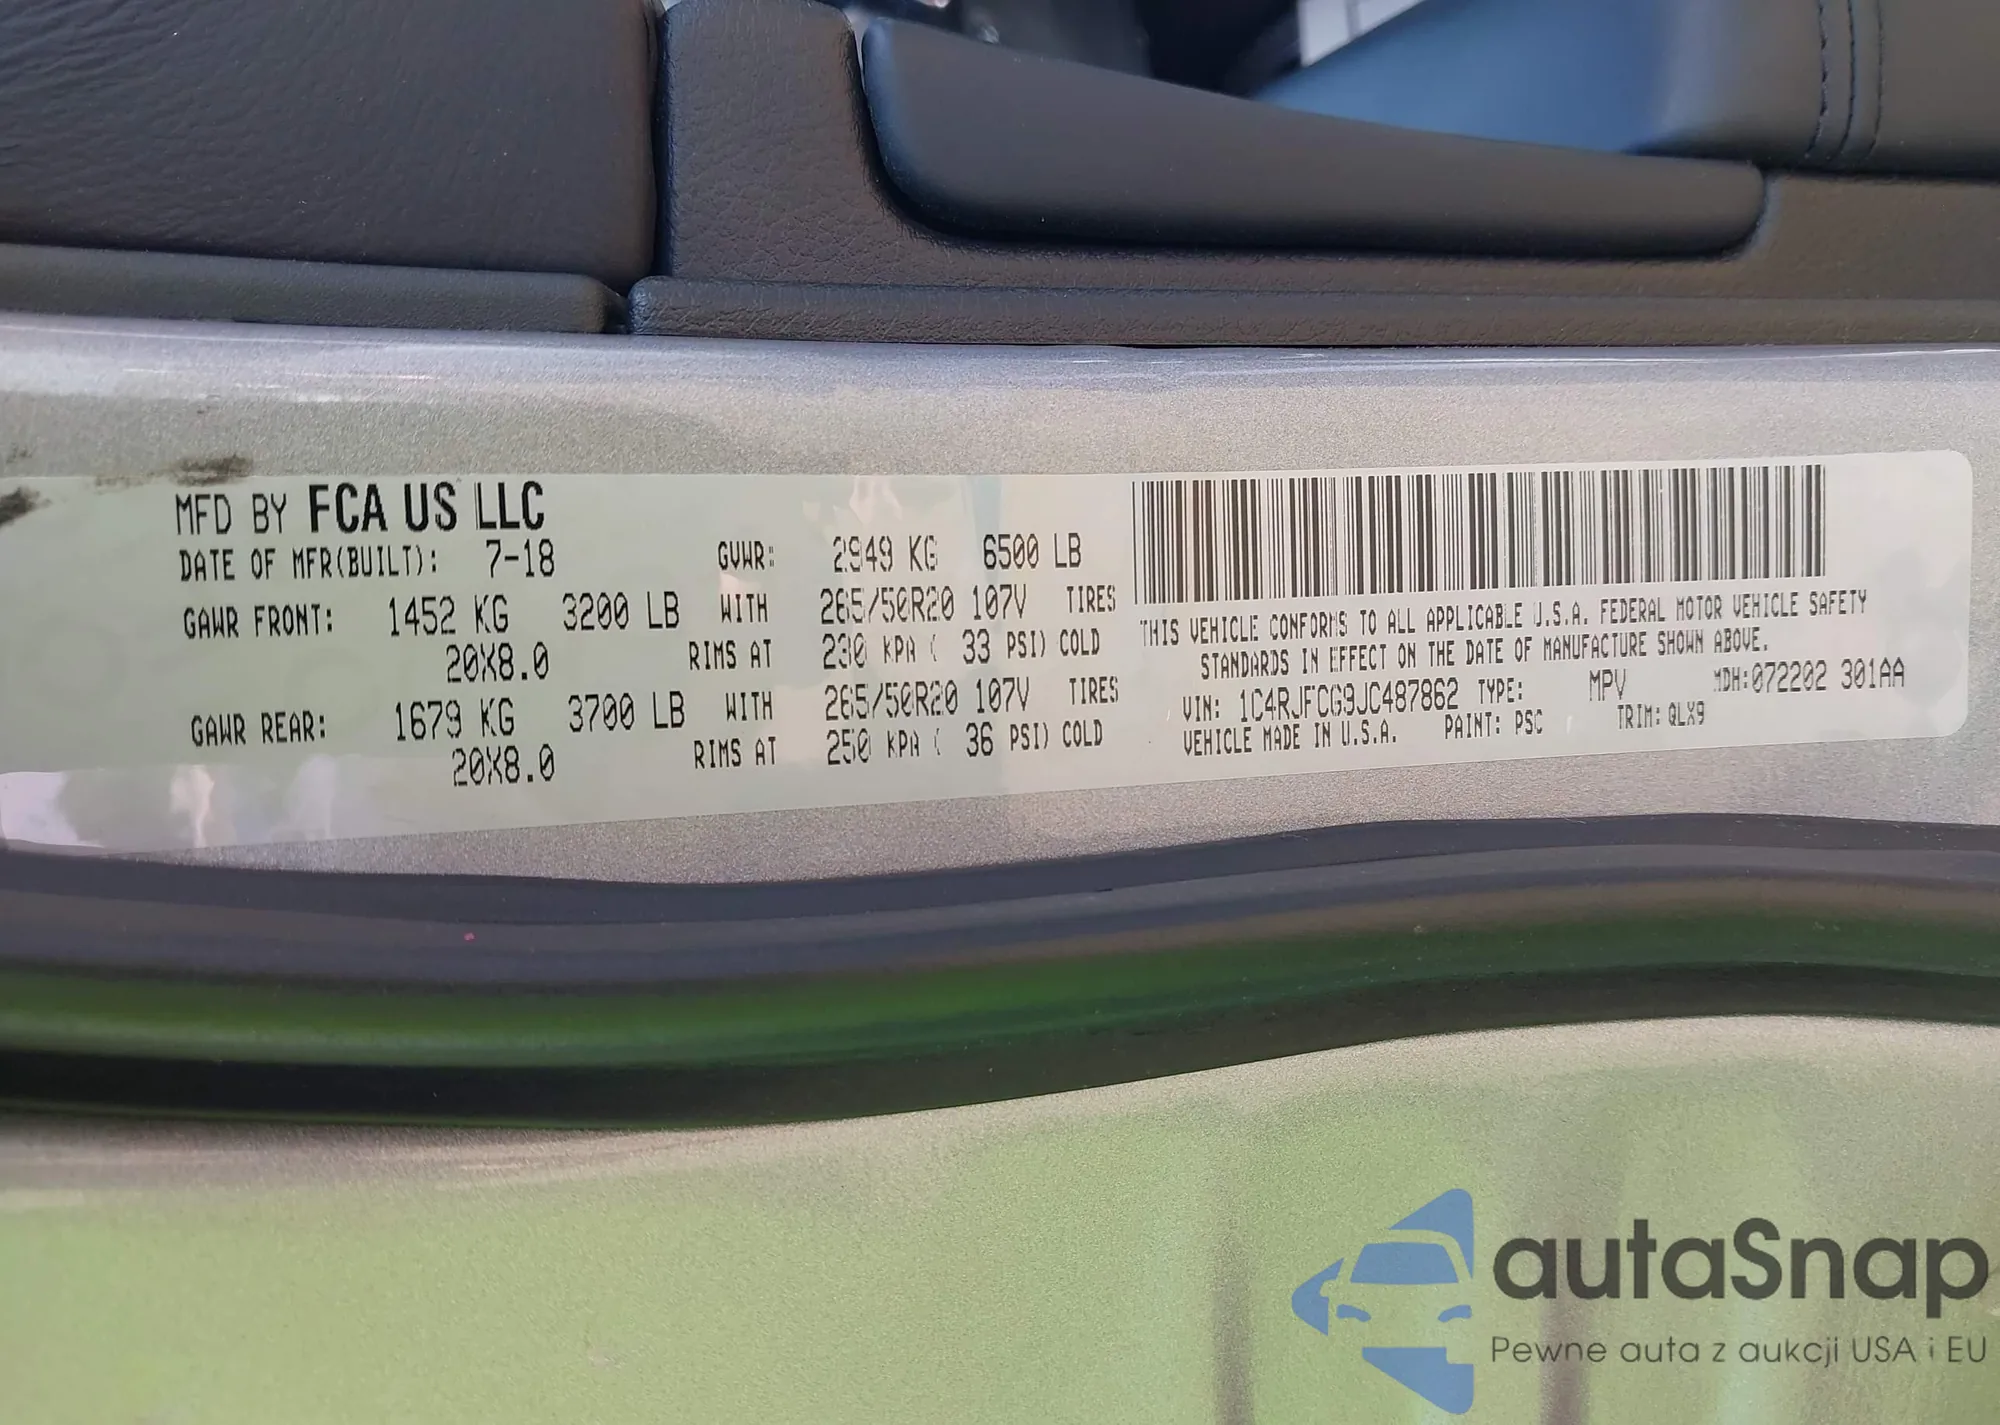 MFD BY FCA US LLC
DATE OF MFR(BUILT): 7-18 GVWR: 2949 KG 6500 LB
GAWR FRONT: 1452 KG 3200 LB WITH 265/50R20 107V TIRES
20X8.0 RIMS AT 230 KPA ( 33 PSI) COLD
GAWR REAR: 1679 KG 3700 LB WITH 265/50R20 107V TIRES
20X8.0 RIMS AT 250 KPA ( 36 PSI) COLD
THIS VEHICLE CONFORMS TO ALL APPLICABLE U.S.A. FEDERAL MOTOR VEHICLE SAFETY
STANDARDS IN EFFECT ON THE DATE OF MANUFACTURE SHOWN ABOVE.
VIN: 1C4RJFCG9JC487862 TYPE: MPV MDH:072202 301AA
VEHICLE MADE IN U.S.A. PAINT: PSC TRIM: QLX9
autaSnap
Pewne auta z aukcji USA i EU